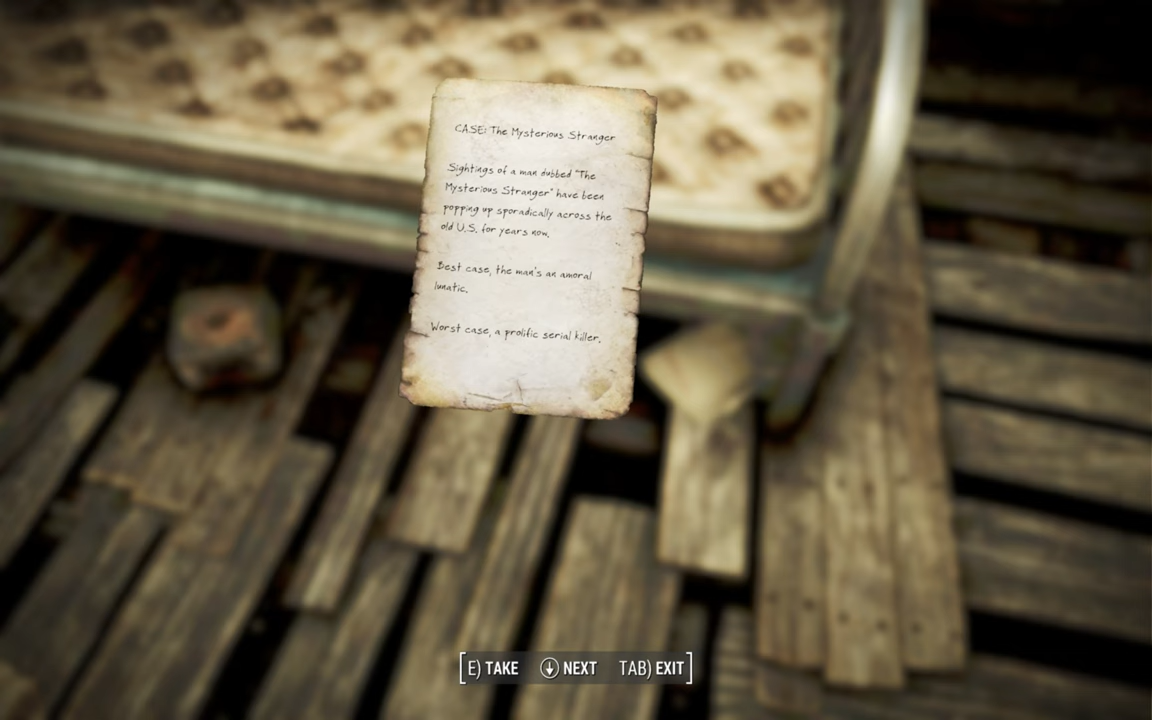 CASE: The Mysterious Stranger
Sightings of a man dubbed "The
Mysterious Stranger" have been
popping up sporadically across the
old U.S. for years now.
Best case, the man's an amoral
lunatic.
Worst case, a prolific serial killer.
E) TAKE NEXT TAB) EXIT